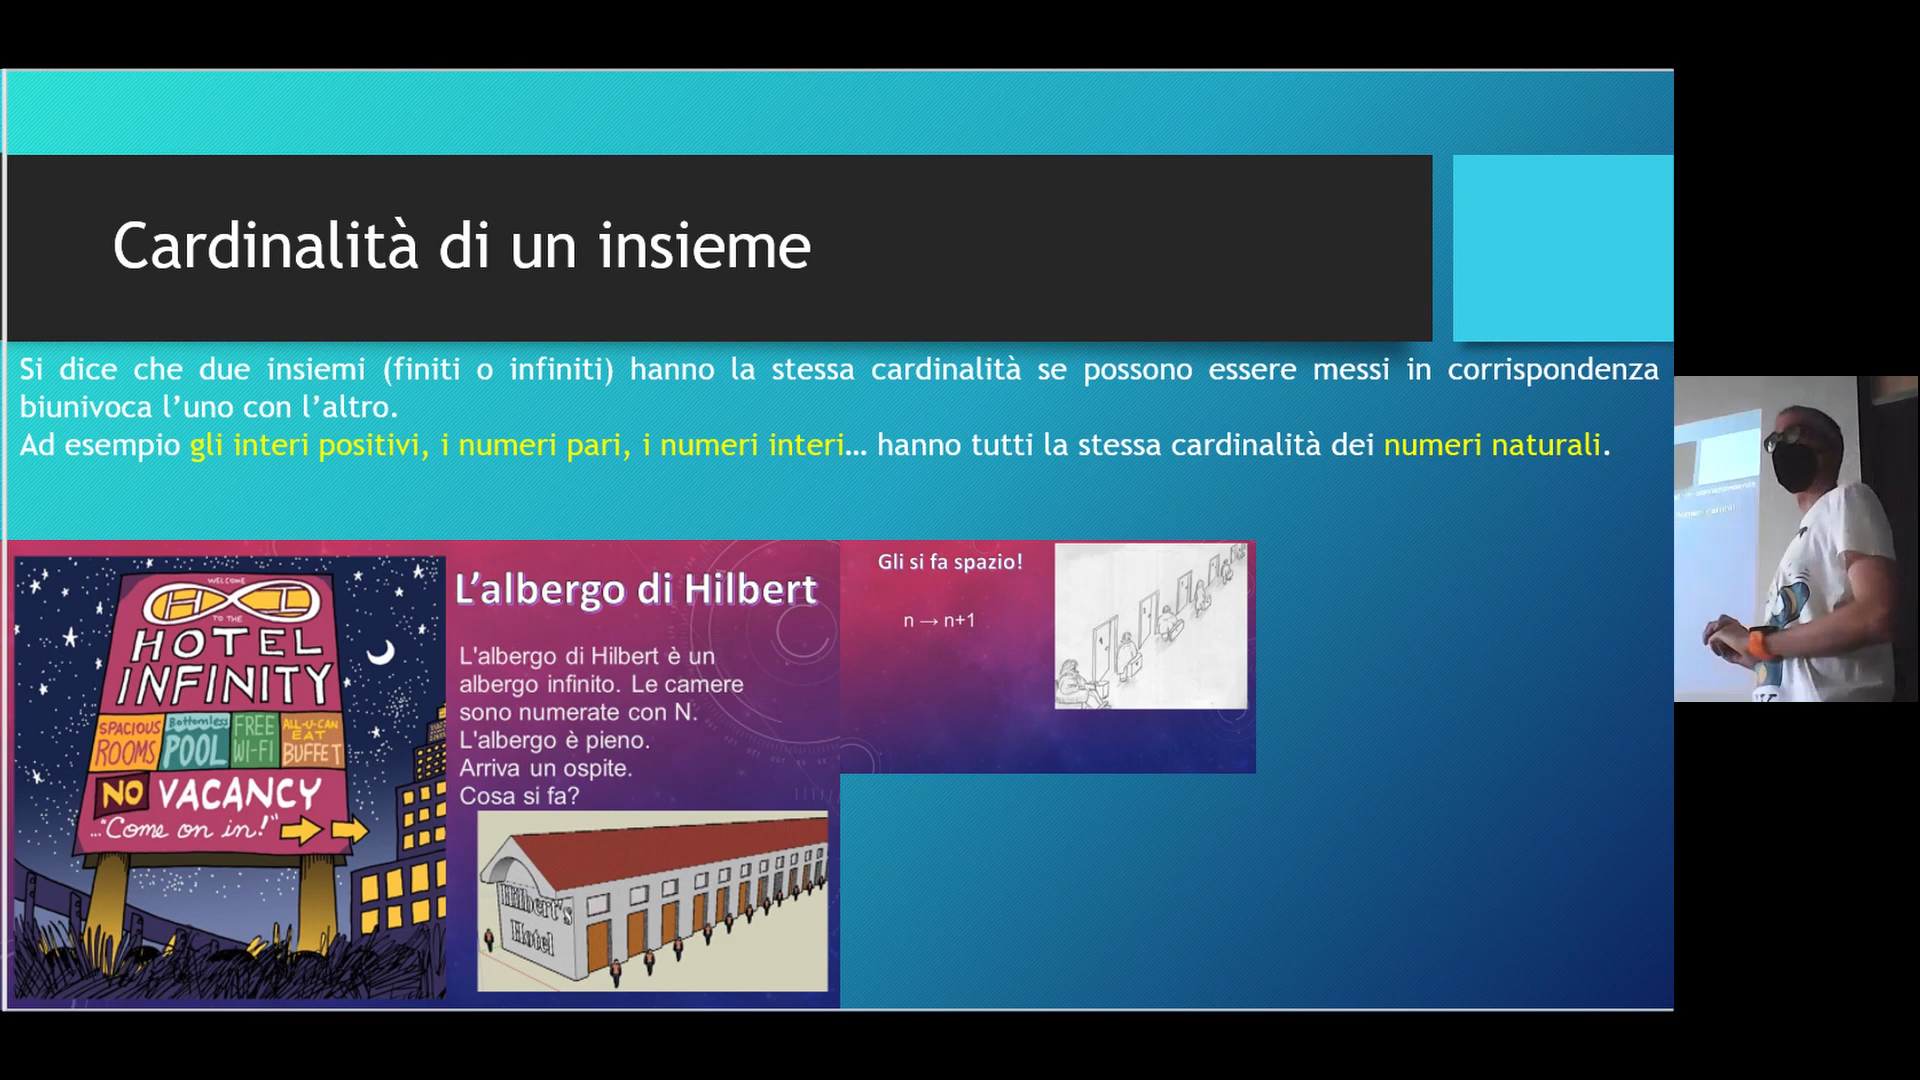 Cardinalità di un insieme
Si dice che due insiemi (finiti o infiniti) hanno la stessa cardinalità se possono essere messi in corrispondenza
biunivoca l’uno con l’altro.
Ad esempio gli interi positivi, i numeri pari, i numeri interi… hanno tutti la stessa cardinalità dei numeri naturali.
WELCOME
TO THE
HOTEL
INFINITY
SPACIOUS
ROOMS
Bottomless
POOL
FREE
WI-FI
ALL-U-CAN
EAT
BUFFET
NO VACANCY
..."Come on in!"
L’albergo di Hilbert
L'albergo di Hilbert è un
albergo infinito. Le camere
sono numerate con N.
L'albergo è pieno.
Arriva un ospite.
Cosa si fa?
Hilbert's
Hotel
Gli si fa spazio!
n → n+1